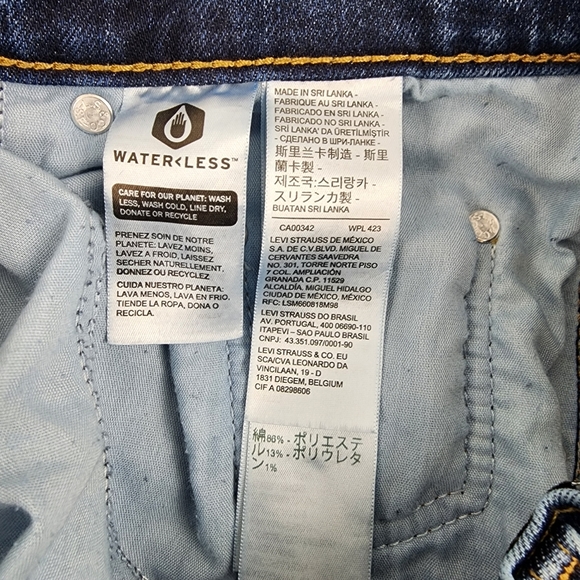 WATER<LESS™
CARE FOR OUR PLANET: WASH
LESS, WASH COLD, LINE DRY,
DONATE OR RECYCLE
PRENEZ SOIN DE NOTRE
PLANÈTE: LAVEZ MOINS,
LAVEZ A FROID, LAISSEZ
SECHER NATURELLEMENT.
DONNEZ OU RECYCLEZ.
CUIDA NUESTRO PLANETA:
LAVA MENOS, LAVA EN FRIO.
TIENDE LA ROPA, DONA O
RECICLA.
MADE IN SRI LANKA -
FABRIQUE AU SRI LANKA -
FABRICADO EN SRI LANKA -
FABRICADO NO SRI LANKA -
SRİ LANKA' DA ÜRETİLMİŞTİR
- СДЕЛАНО В ШРИ-ЛАНКЕ -
斯里兰卡制造 - 斯里
蘭卡製 -
제조국:스리랑카 -
スリランカ製 -
BUATAN SRI LANKA
CA00342 WPL 423
LEVI STRAUSS DE MÉXICO
S.A. DE C.V.BLVD. MIGUEL DE
CERVANTES SAAVEDRA
NO. 301, TORRE NORTE PISO
7 COL. AMPLIACIÓN
GRANADA C.P. 11529
ALCALDÍA, MIGUEL HIDALGO
CIUDAD DE MÉXICO, MÉXICO
RFC: LSM660818M98
LEVI STRAUSS DO BRASIL
AV. PORTUGAL, 400 06690-110
ITAPEVI – SAO PAULO BRASIL
CNPJ: 43.351.097/0001-90
LEVI STRAUSS & CO. EU
SCA/CVA LEONARDO DA
VINCILAAN, 19 - D
1831 DIEGEM, BELGIUM
CIF A 08298606
綿86% - ポリエステ
ル13% - ポリウレタ
ン1%